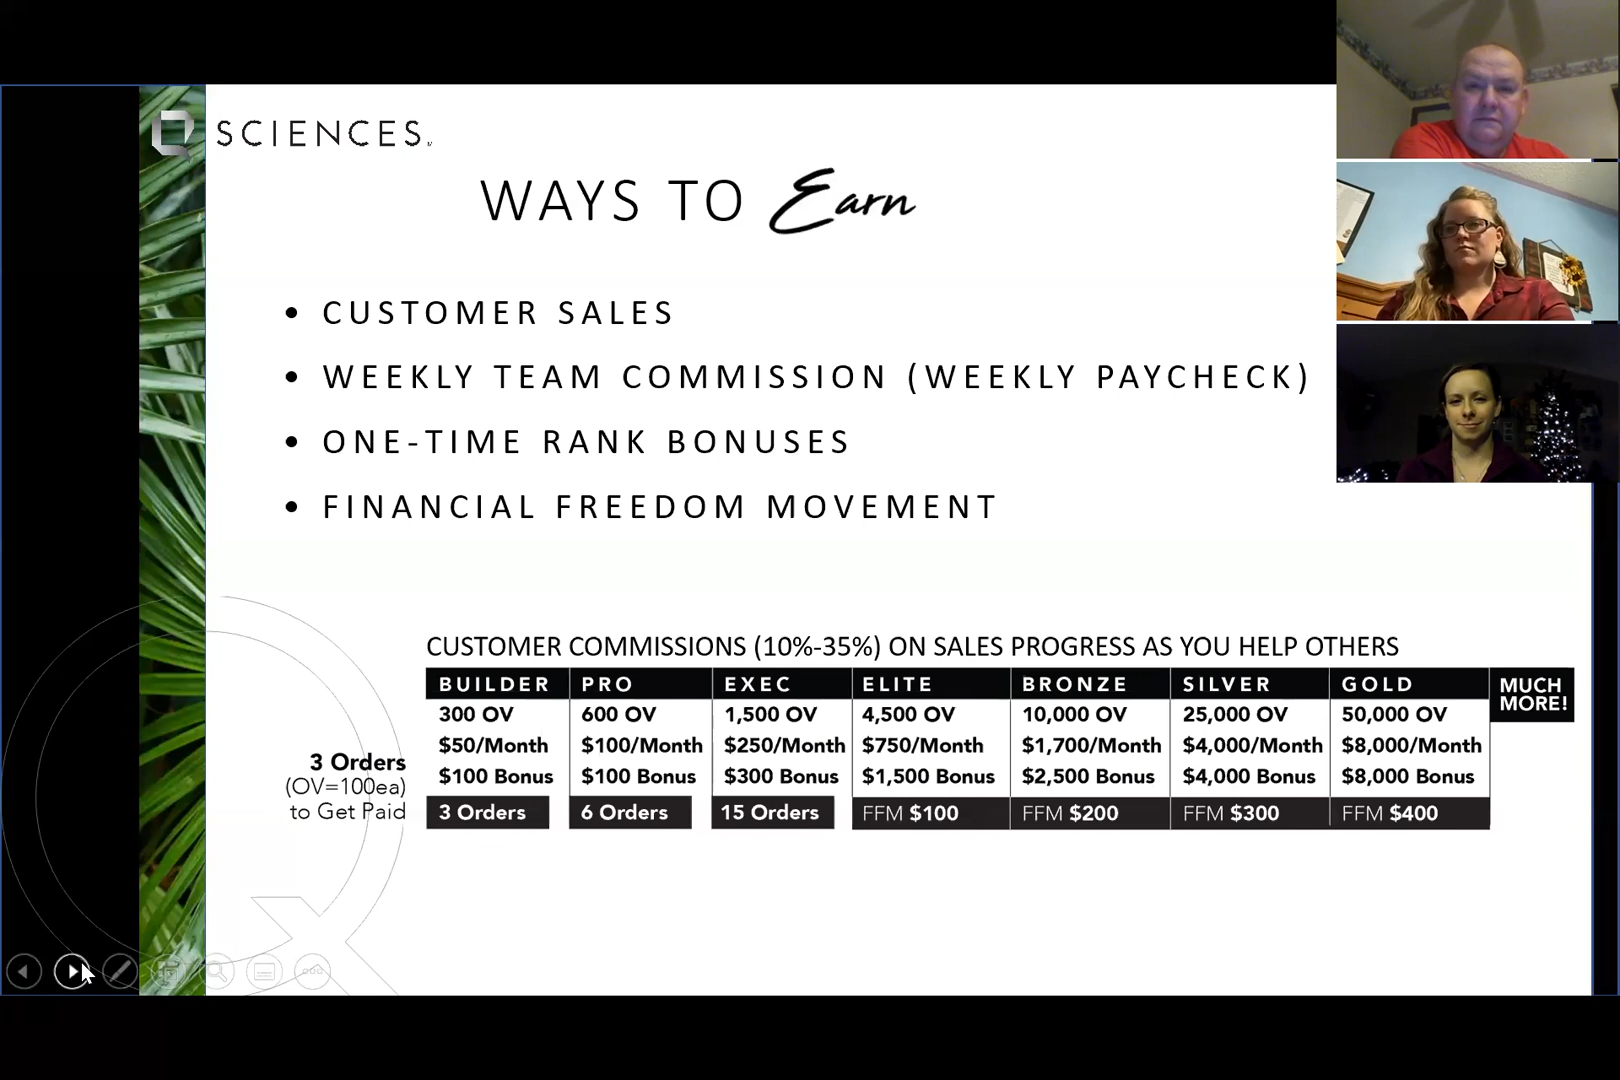 Q SCIENCES
WAYS TO Earn
• CUSTOMER SALES
• WEEKLY TEAM COMMISSION (WEEKLY PAYCHECK)
• ONE-TIME RANK BONUSES
• FINANCIAL FREEDOM MOVEMENT
CUSTOMER COMMISSIONS (10%-35%) ON SALES PROGRESS AS YOU HELP OTHERS
BUILDER PRO EXEC ELITE BRONZE SILVER GOLD MUCH MORE!
300 OV 600 OV 1,500 OV 4,500 OV 10,000 OV 25,000 OV 50,000 OV
$50/Month $100/Month $250/Month $750/Month $1,700/Month $4,000/Month $8,000/Month
$100 Bonus $100 Bonus $300 Bonus $1,500 Bonus $2,500 Bonus $4,000 Bonus $8,000 Bonus
3 Orders
(OV=100ea)
to Get Paid
3 Orders 6 Orders 15 Orders FFM $100 FFM $200 FFM $300 FFM $400